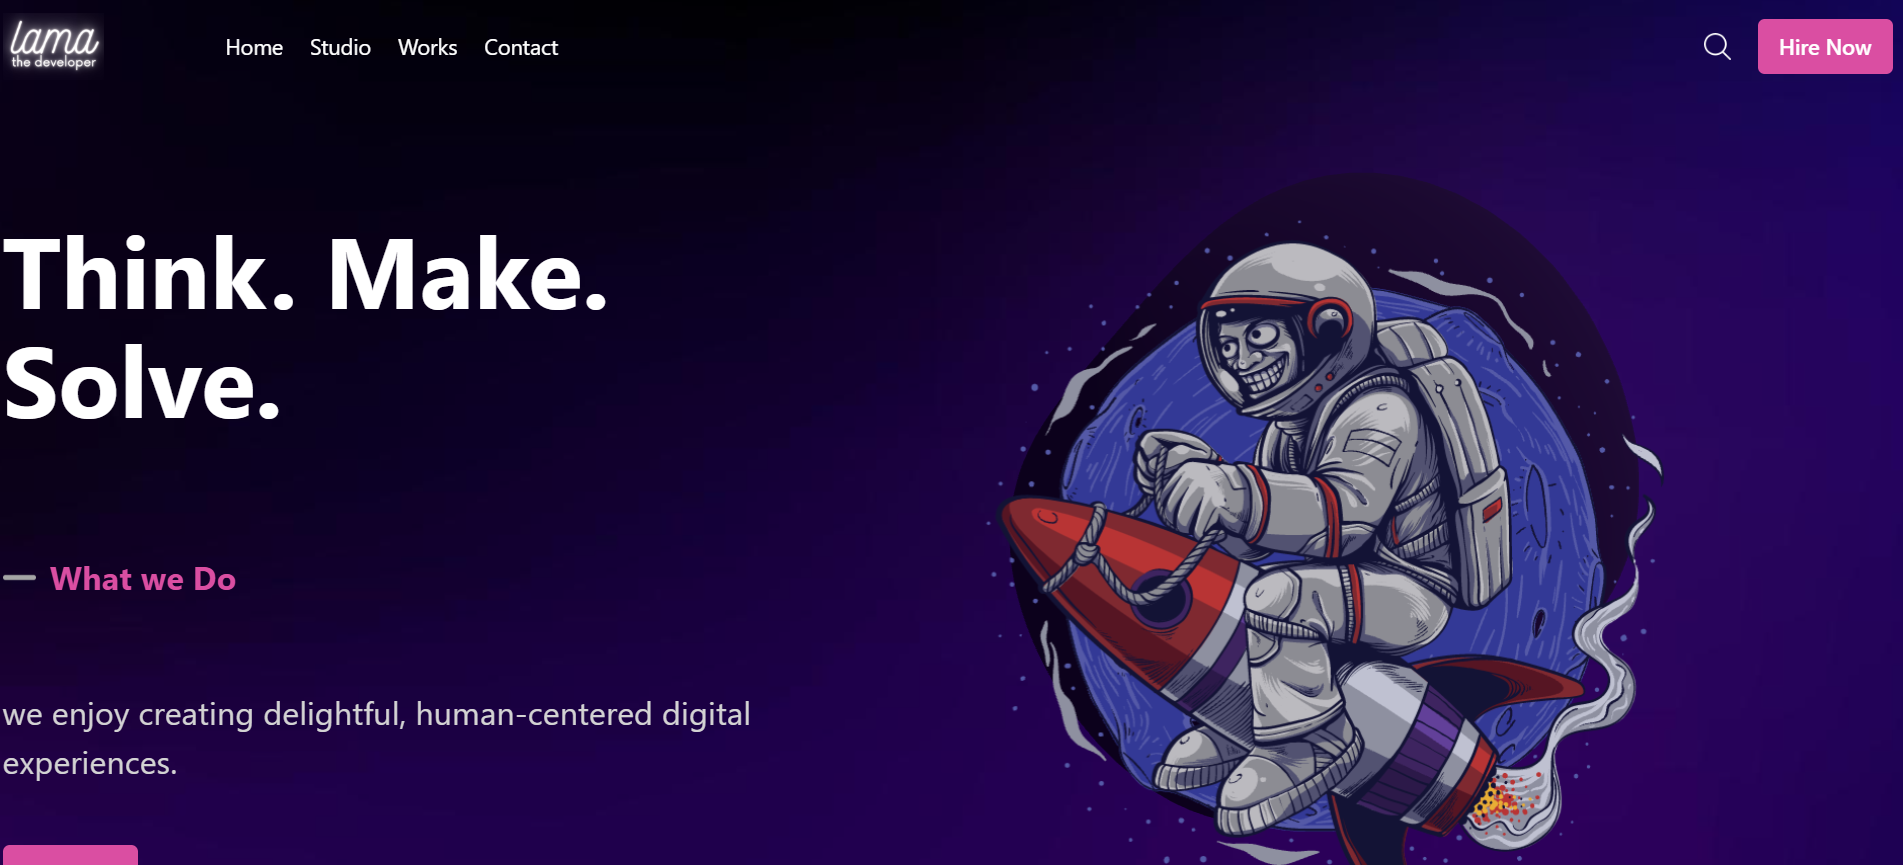 lama
the developer
Home Studio Works Contact
Hire Now
Think. Make.
Solve.
What we Do
we enjoy creating delightful, human-centered digital
experiences.